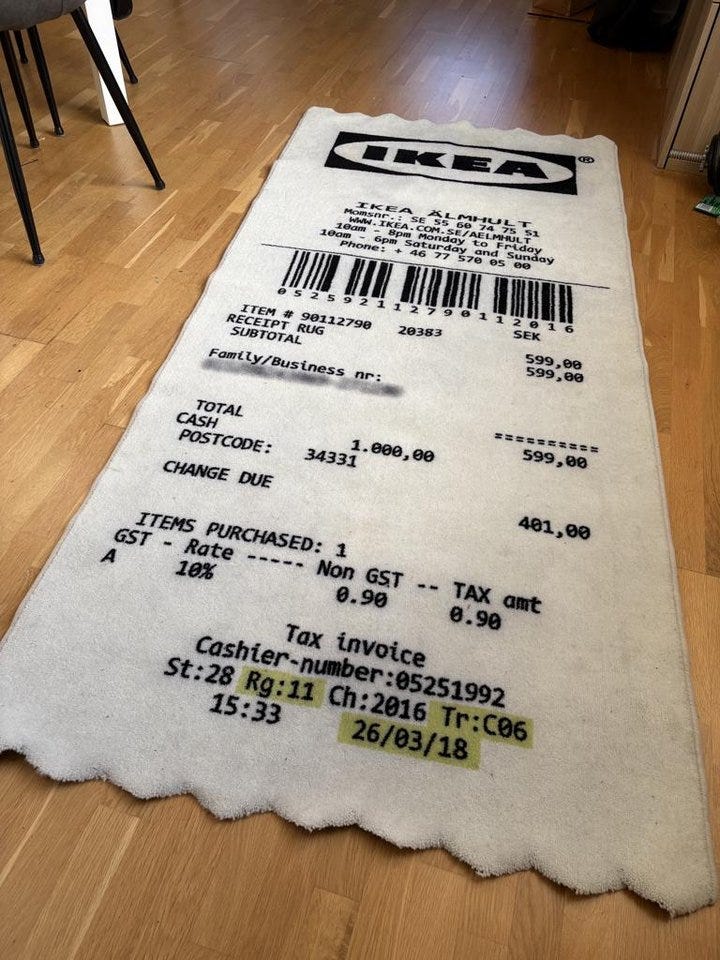 IKEA®
IKEA ÄLMHULT
Momsnr.: SE 55 60 74 75 51
WWW.IKEA.COM.SE/AELMHULT
10am - 8pm Monday to Friday
10am - 6pm Saturday and Sunday
Phone: + 46 77 570 05 00
0525921127901 12016
ITEM # 90112790 20383 SEK
RECEIPT RUG 599,00
SUBTOTAL 599,00
Family/Business nr:
==========
TOTAL 599,00
CASH 1.000,00
POSTCODE: 34331
CHANGE DUE 401,00
ITEMS PURCHASED: 1
GST - Rate ----- Non GST -- TAX amt
A 10% 0.90 0.90
Tax invoice
Cashier-number:05251992
St:28 Rg:11 Ch:2016 Tr:C06
15:33 26/03/18